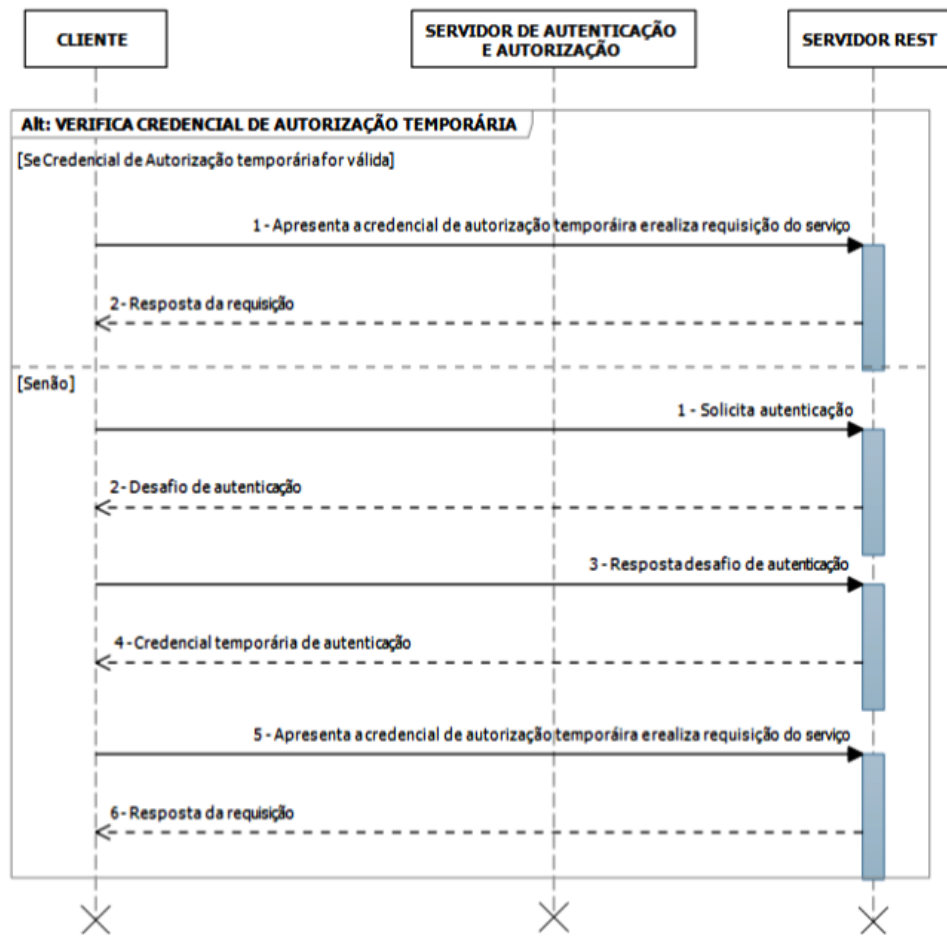 CLIENTE
SERVIDOR DE AUTENTICAÇÃO
E AUTORIZAÇÃO
SERVIDOR REST
Alt: VERIFICA CREDENCIAL DE AUTORIZAÇÃO TEMPORÁRIA
[Se Credencial de Autorização temporária for válida]
1 - Apresenta a credencial de autorização temporáira e realiza requisição do serviço
2 - Resposta da requisição
[Senão]
1 - Solicita autenticação
2 - Desafio de autenticação
3 - Resposta desafio de autenticação
4 - Credencial temporária de autenticação
5 - Apresenta a credencial de autorização temporáira e realiza requisição do serviço
6 - Resposta da requisição